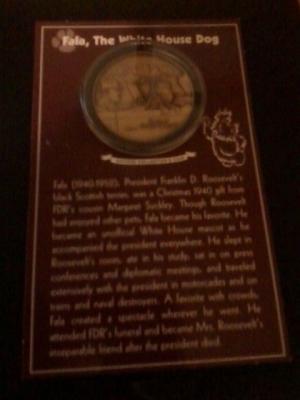 Fala, The White House Dog
Fala (1940-1952), President Franklin D. Roosevelt's
black Scottish terrier, was a Christmas 1940 gift from
FDR's cousin Margaret Suckley. Though Roosevelt
had enjoyed other pets, Fala became his favorite. He
became an unofficial White House mascot as he
accompanied the president everywhere. He slept in
Roosevelt's room, ate in his study, sat in on press
conferences and diplomatic meetings, and traveled
extensively with the president in motorcades and on
trains and naval destroyers. A favorite with crowds,
Fala created a spectacle wherever he went. He
attended FDR's funeral and became Mrs. Roosevelt's
inseparable friend after the president died.